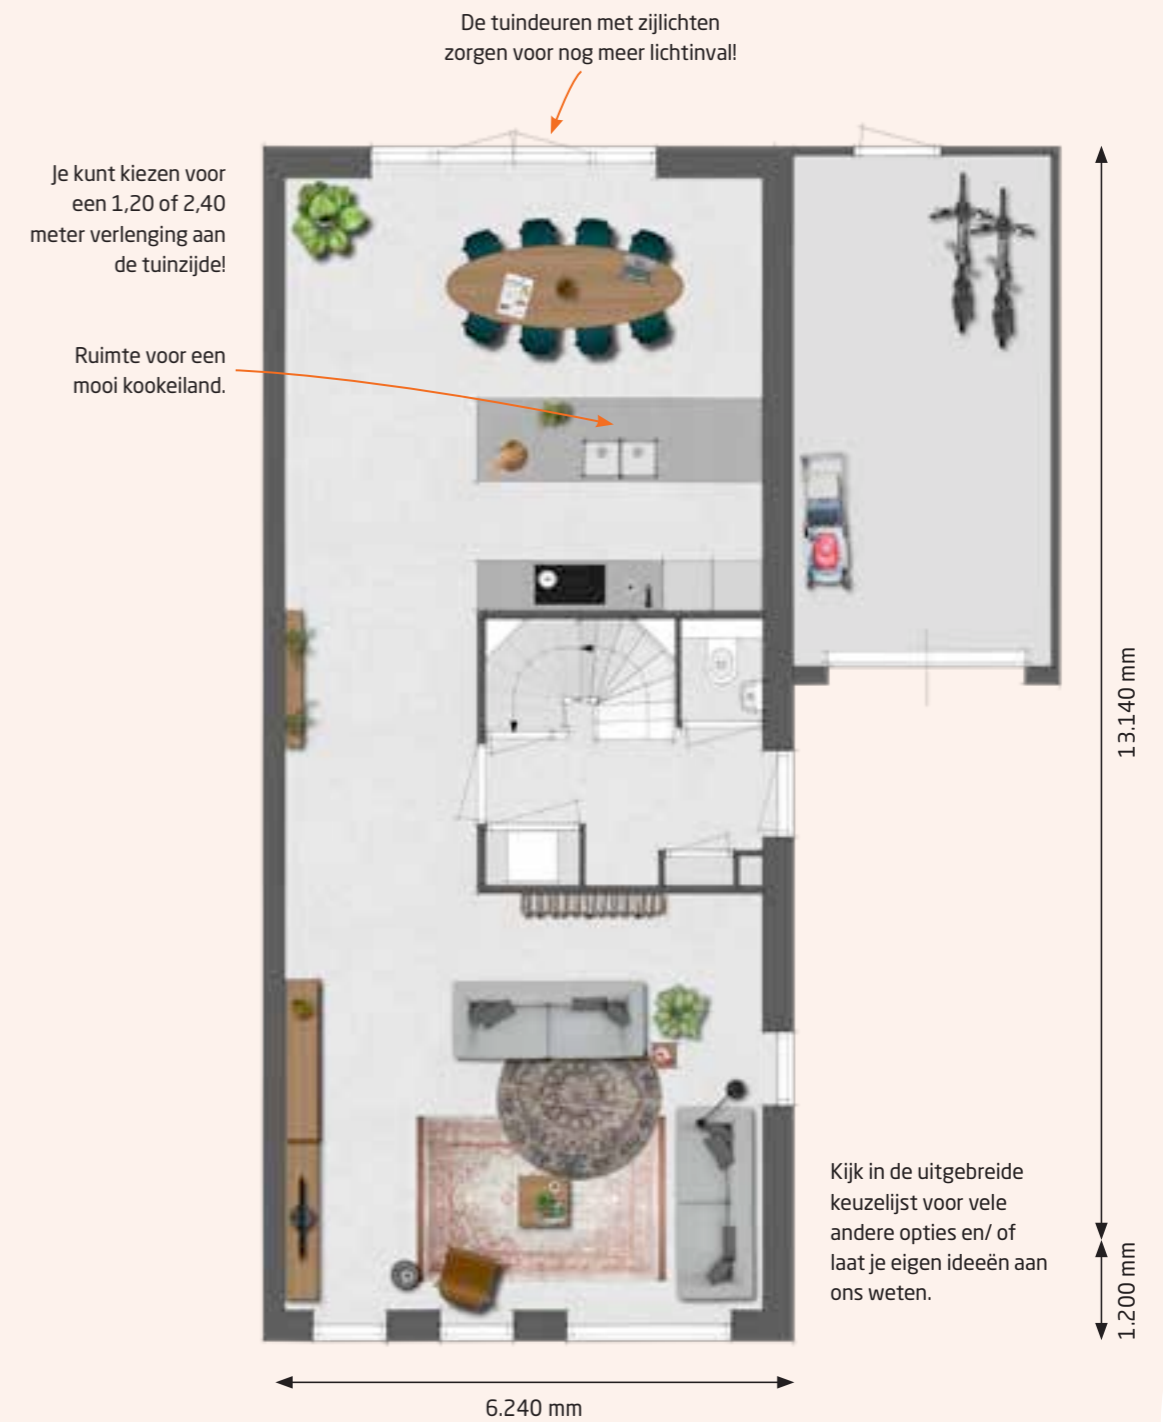 De tuindeuren met zijlichten
zorgen voor nog meer lichtinval!
Je kunt kiezen voor
een 1,20 of 2,40
meter verlenging aan
de tuinzijde!
Ruimte voor een
mooi kookeiland.
13.140 mm
Kijk in de uitgebreide
keuzelijst voor vele
andere opties en/ of
laat je eigen ideeën aan
ons weten.
1.200 mm
6.240 mm